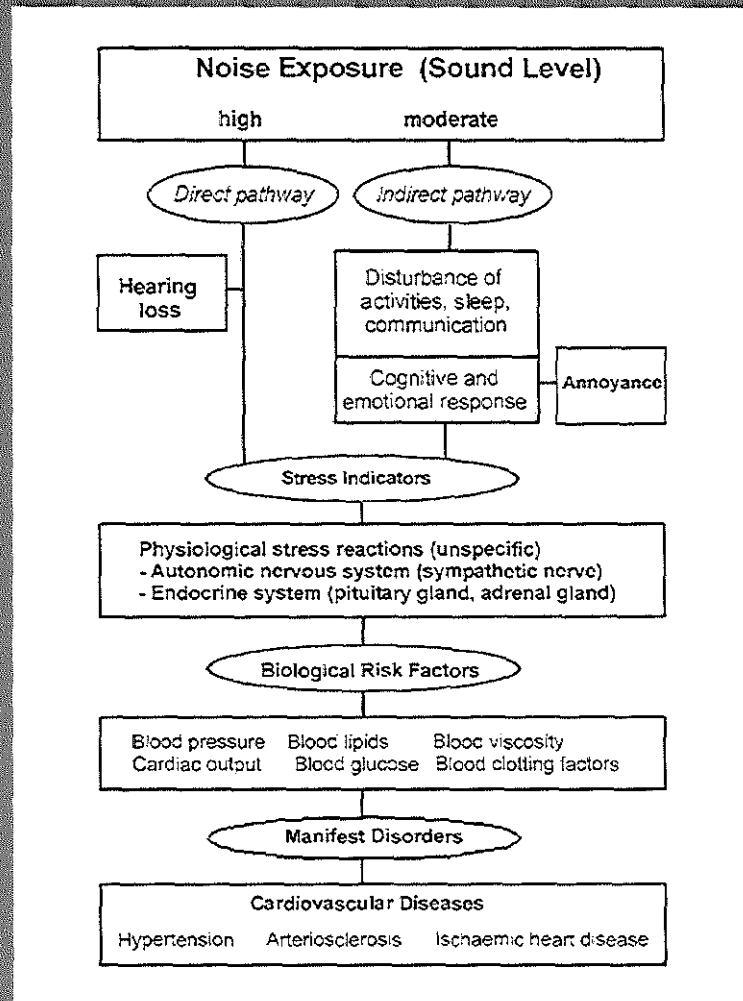 Noise Exposure (Sound Level)
high moderate
Direct pathway Indirect pathway
Hearing
loss
Disturbance of
activities, sleep,
communication
Cognitive and
emotional response
Annoyance
Stress Indicators
Physiological stress reactions (unspecific)
- Autonomic nervous system (sympathetic nerve)
- Endocrine system (pituitary gland, adrenal gland)
Biological Risk Factors
Blood pressure Blood lipids Blood viscosity
Cardiac output Blood glucose Blood clotting factors
Manifest Disorders
Cardiovascular Diseases
Hypertension Arteriosclerosis Ischaemic heart disease